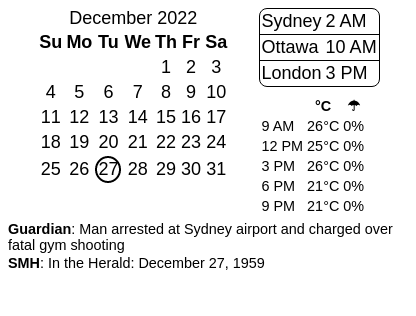 December 2022
Su Mo Tu We Th Fr Sa
1 2 3
4 5 6 7 8 9 10
11 12 13 14 15 16 17
18 19 20 21 22 23 24
25 26 27 28 29 30 31
Sydney 2 AM
Ottawa 10 AM
London 3 PM
°C ☂
9 AM 26°C 0%
12 PM 25°C 0%
3 PM 26°C 0%
6 PM 21°C 0%
9 PM 21°C 0%
Guardian: Man arrested at Sydney airport and charged over
fatal gym shooting
SMH: In the Herald: December 27, 1959